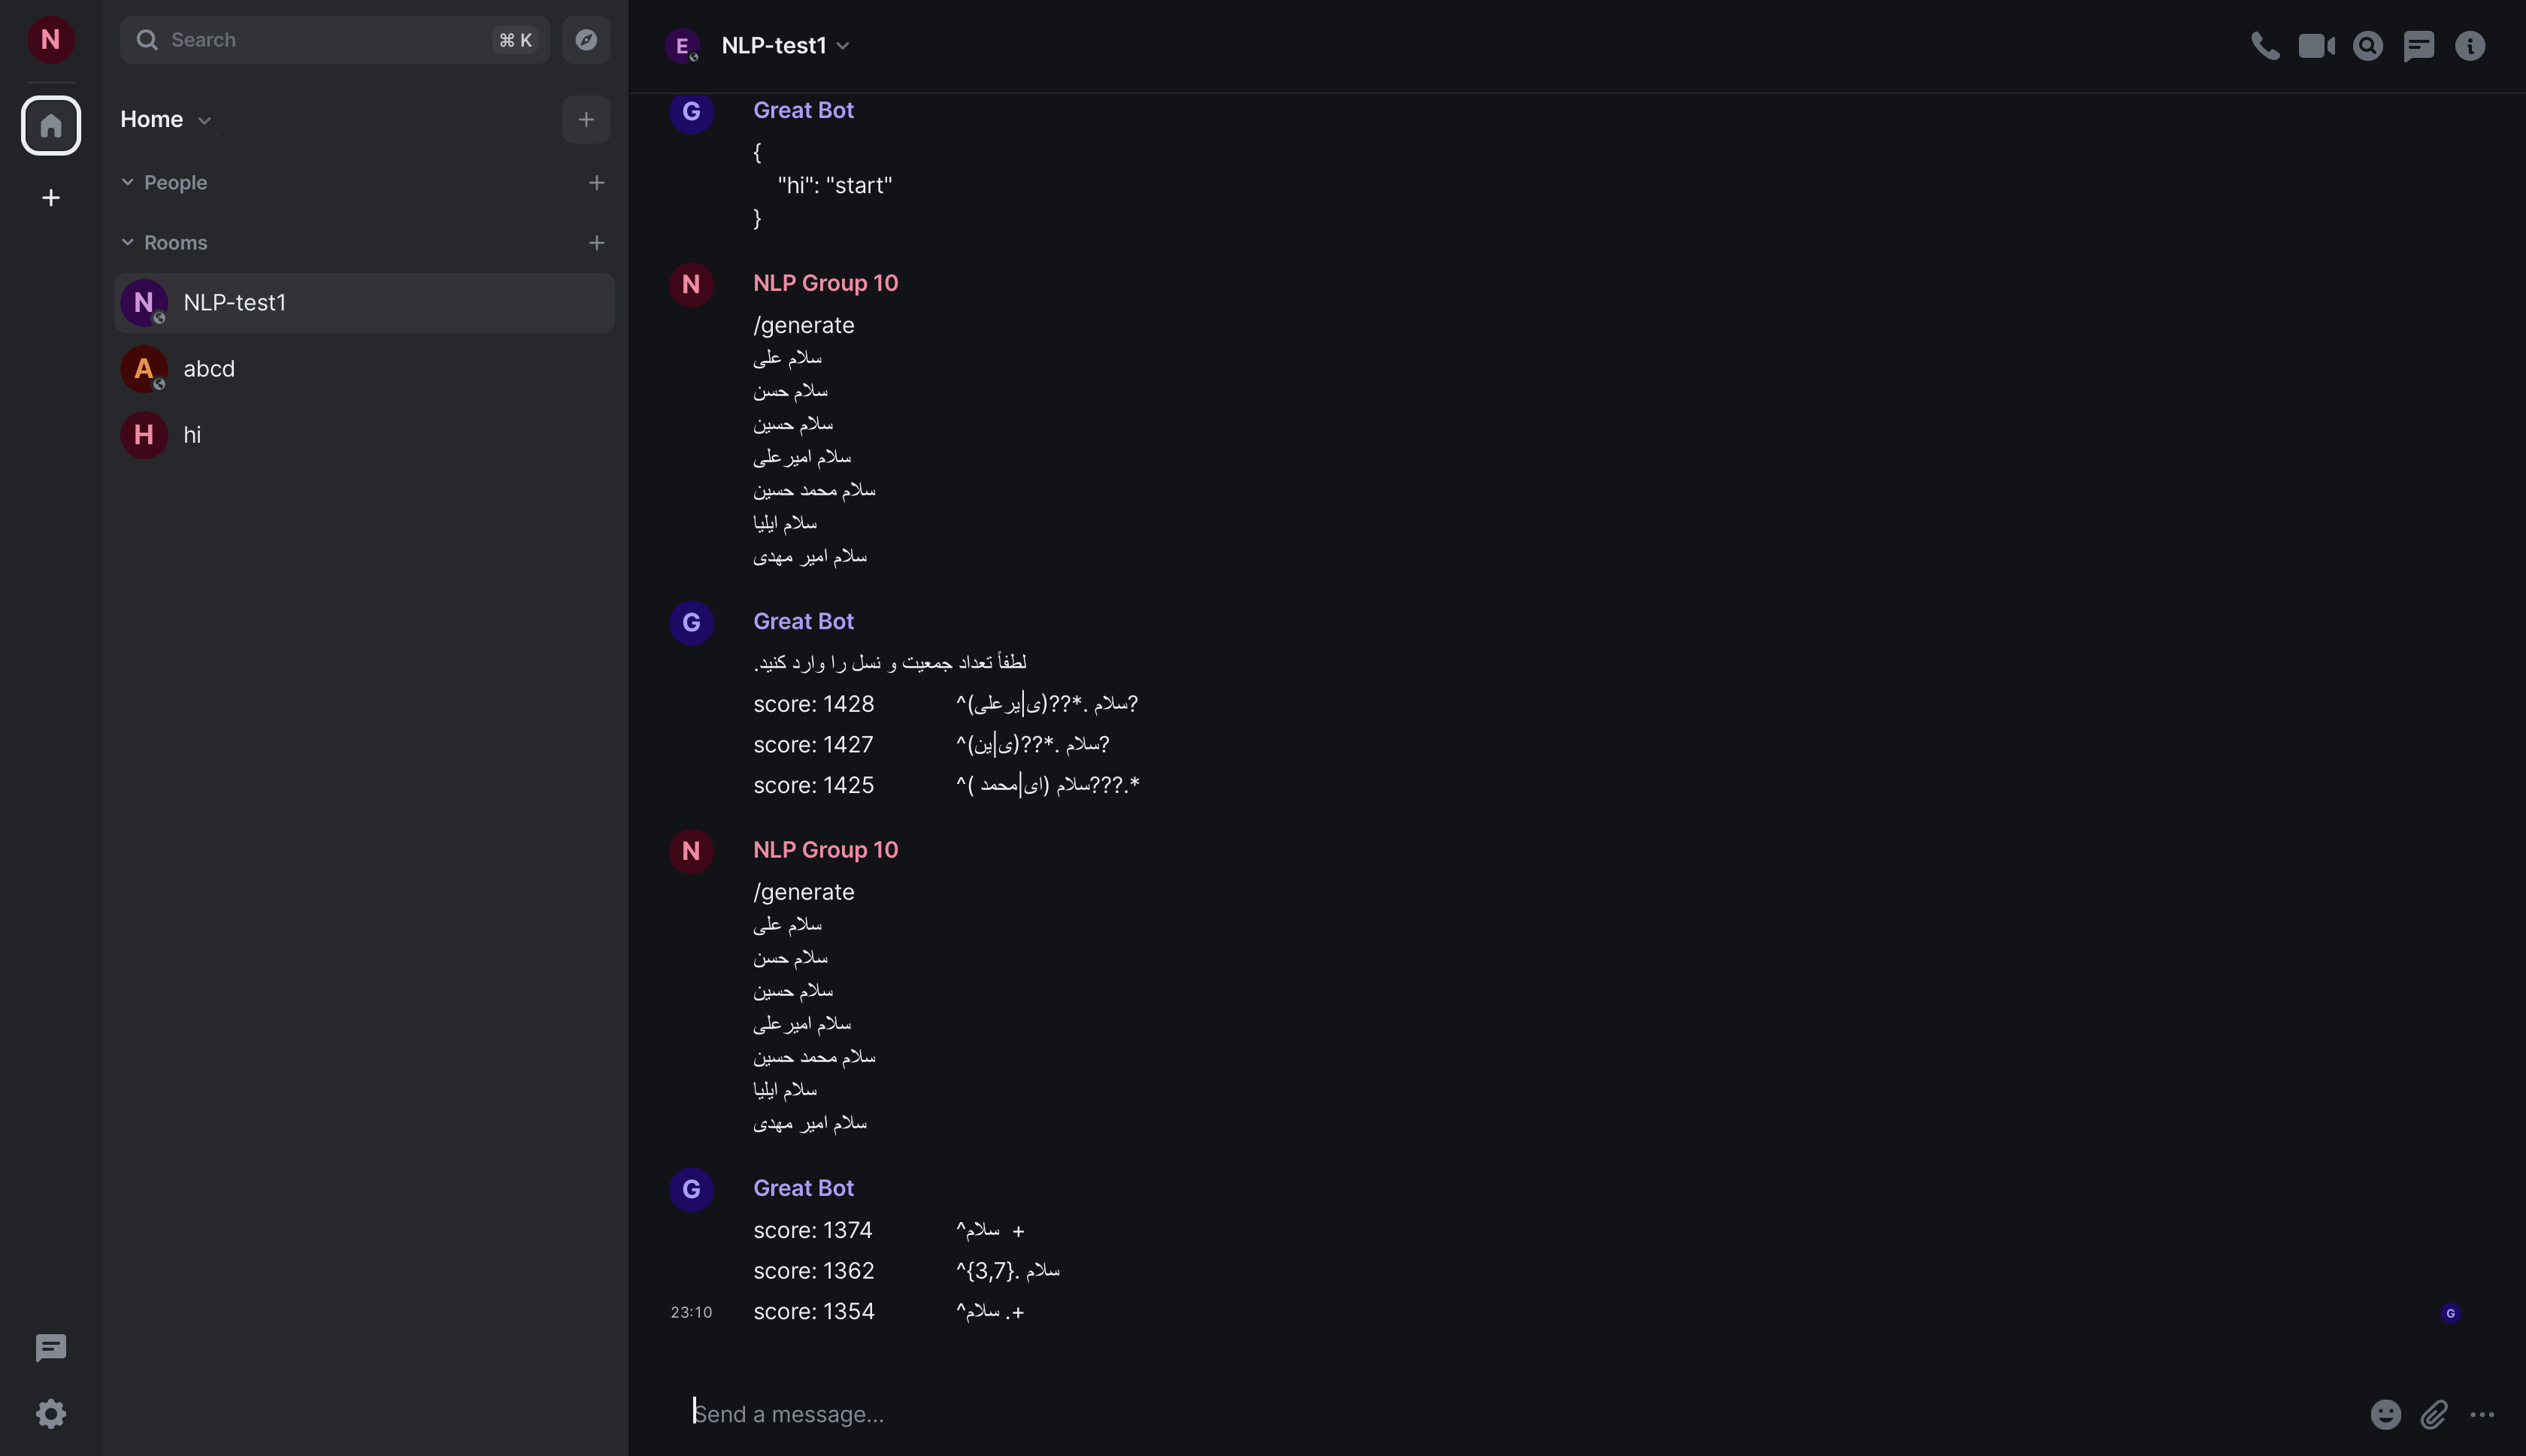 N
Search
⌘ K
Home
People
Rooms
N
NLP-test1
A
abcd
H
hi
E
NLP-test1
G
Great Bot
{
"hi": "start"
}
N
NLP Group 10
/generate
سلام علی
سلام حسن
سلام حسین
سلام امیرعلی
سلام محمد حسین
سلام ایلیا
سلام امیر مهدی
G
Great Bot
لطفاً تعداد جمعیت و نسل را وارد کنید.
score: 1428 ^(یرعلی|ی)??*. سلام?
score: 1427 ^(ین|ی)??*. سلام?
score: 1425 ^( محمد|ای) سلام???.*
N
NLP Group 10
/generate
سلام علی
سلام حسن
سلام حسین
سلام امیرعلی
سلام محمد حسین
سلام ایلیا
سلام امیر مهدی
G
Great Bot
score: 1374 ^سلام +
score: 1362 ^{3,7}. سلام
23:10 score: 1354 ^سلام .+
G
Send a message...